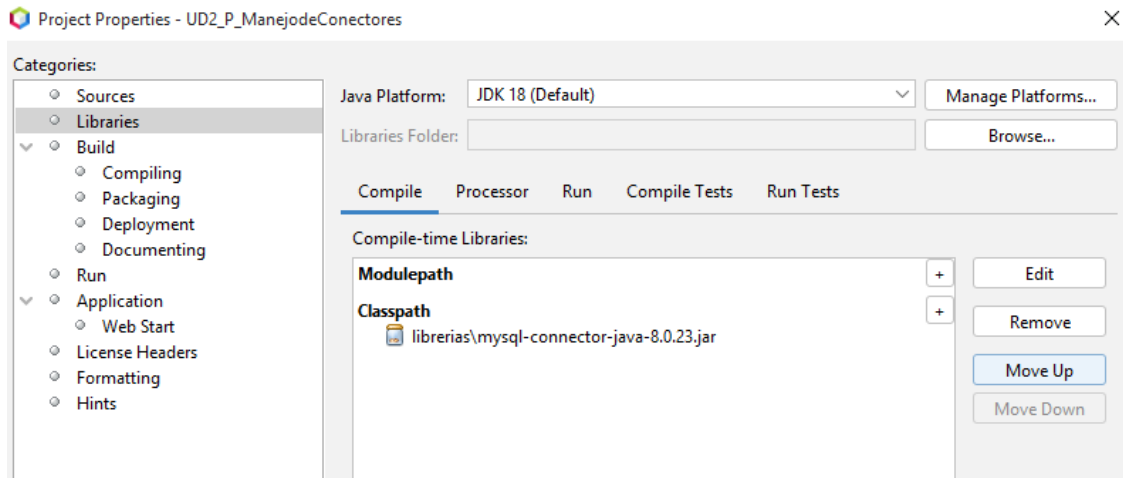 Project Properties - UD2_P_ManejodeConectores
Categories:
Sources
Libraries
Build
Compiling
Packaging
Deployment
Documenting
Run
Application
Web Start
License Headers
Formatting
Hints
Java Platform:
JDK 18 (Default)
Manage Platforms...
Libraries Folder:
Browse...
Compile Processor Run Compile Tests Run Tests
Compile-time Libraries:
Modulepath
+
Classpath
+
librerias\mysql-connector-java-8.0.23.jar
Edit
Remove
Move Up
Move Down